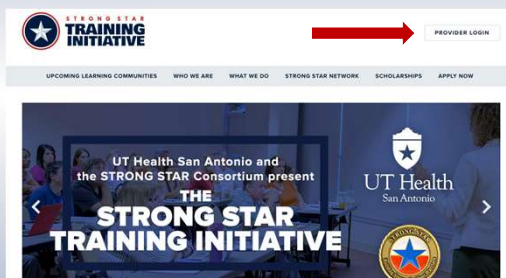 STRONG STAR
TRAINING
INITIATIVE
PROVIDER LOGIN
UPCOMING LEARNING COMMUNITIES WHO WE ARE WHAT WE DO STRONG STAR NETWORK SCHOLARSHIPS APPLY NOW
UT Health San Antonio and
the STRONG STAR Consortium present
THE
STRONG STAR
TRAINING INITIATIVE
UT Health
San Antonio
STRONG STAR